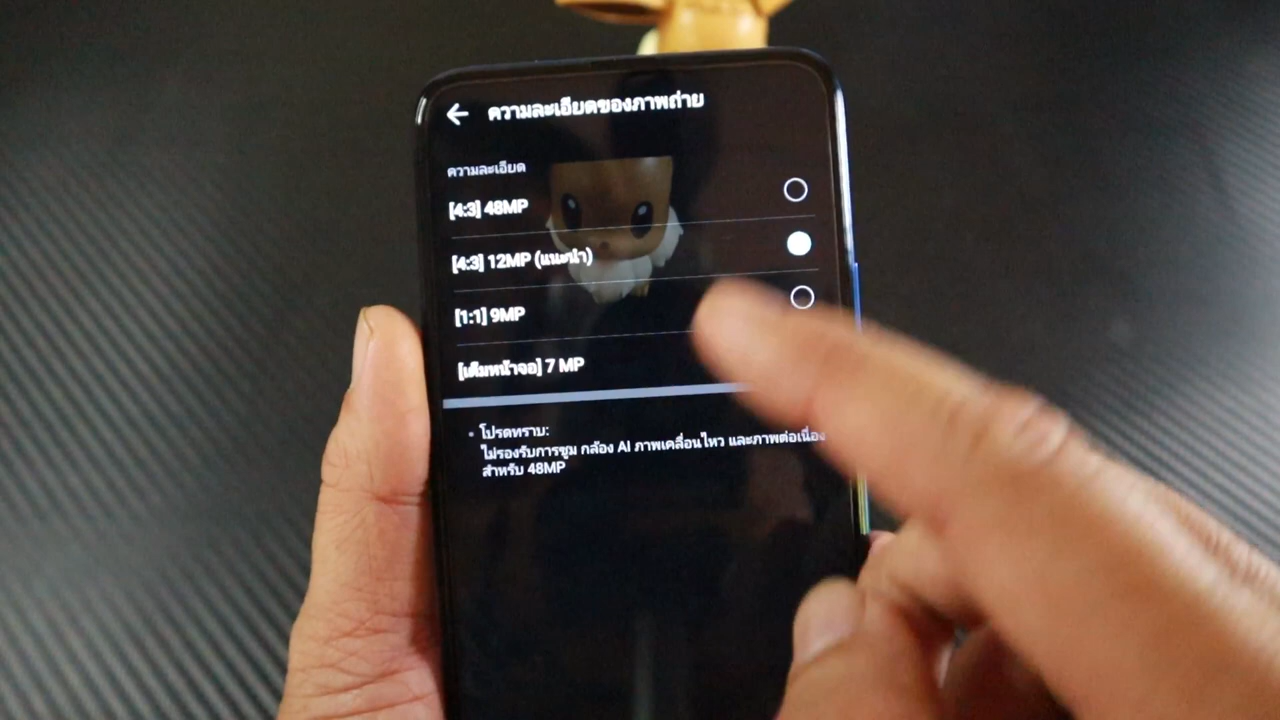 ความละเอียดของภาพถ่าย
ความละเอียด
[4:3] 48MP
[4:3] 12MP (แนะนำ)
[1:1] 9MP
[เต็มหน้าจอ] 7 MP
• โปรดทราบ:
ไม่รองรับการซูม กล้อง AI ภาพเคลื่อนไหว และภาพต่อเนื่อง
สำหรับ 48MP